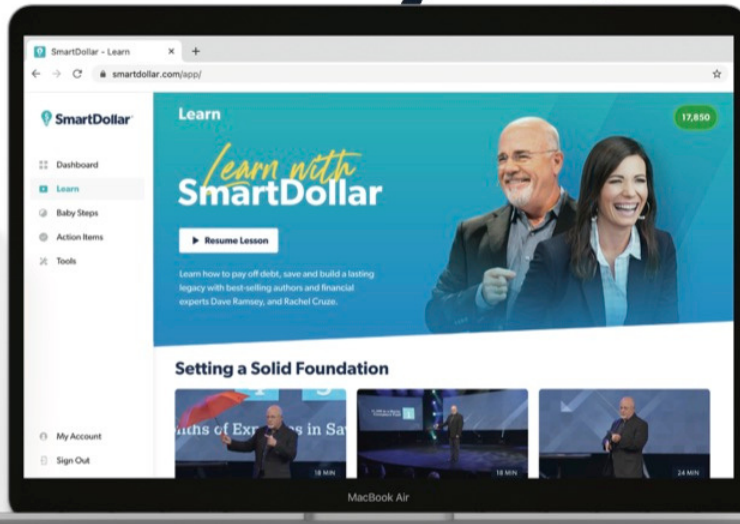 SmartDollar - Learn
smartdollar.com/app/
SmartDollar
Dashboard
Learn
Baby Steps
Action Items
Tools
My Account
Sign Out
Learn
17,850
Learn with
SmartDollar
Resume Lesson
Learn how to pay off debt, save and build a lasting
legacy with best-selling authors and financial
experts Dave Ramsey, and Rachel Cruze.
Setting a Solid Foundation
18 MIN
18 MIN
24 MIN
MacBook Air